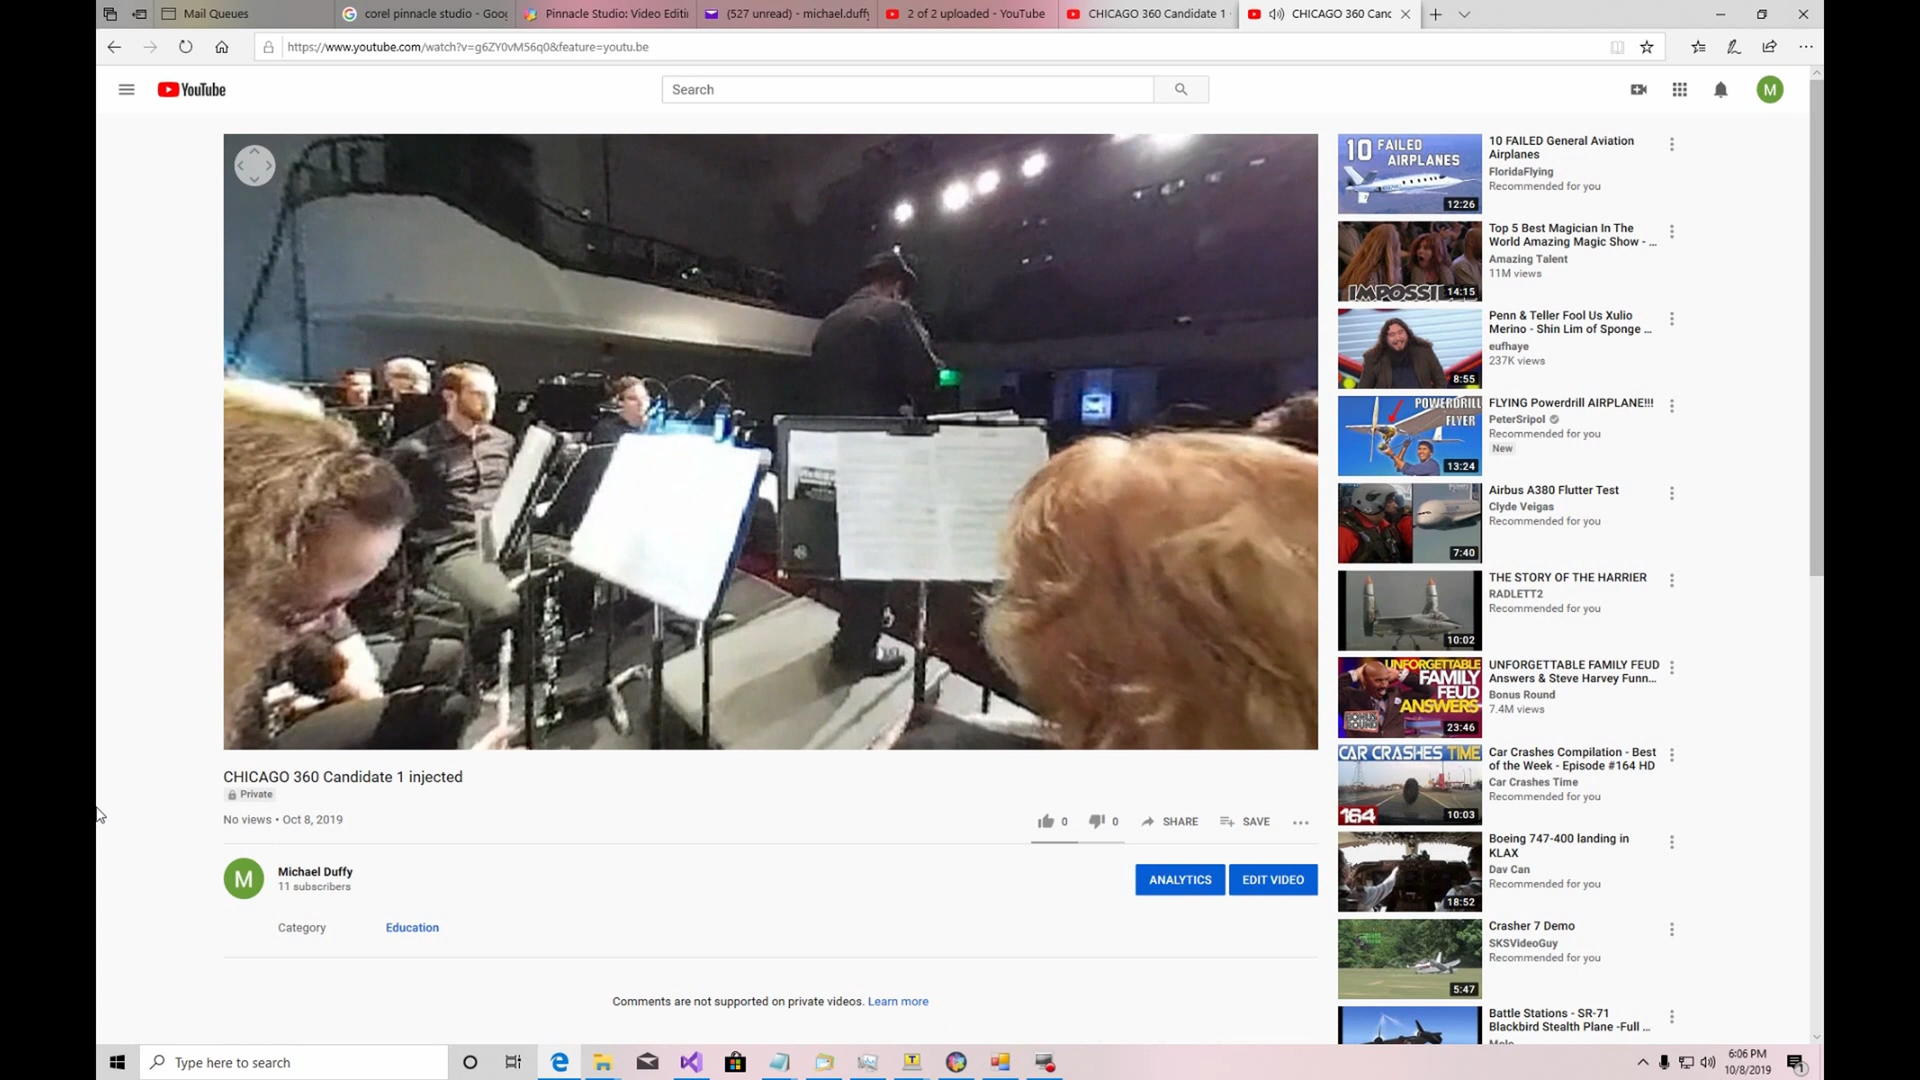 Mail Queues
corel pinnacle studio - Goog
Pinnacle Studio: Video Editi
(527 unread) - michael.duffy
2 of 2 uploaded - YouTube
CHICAGO 360 Candidate 1
CHICAGO 360 Canc
https://www.youtube.com/watch?v=g6ZY0vM56q0&feature=youtu.be
YouTube
Search
M
10 FAILED AIRPLANES
12:26
10 FAILED General Aviation
Airplanes
FloridaFlying
Recommended for you
IMPOSSI
14:15
Top 5 Best Magician In The
World Amazing Magic Show - ...
Amazing Talent
11M views
8:55
Penn & Teller Fool Us Xulio
Merino - Shin Lim of Sponge ...
eufhaye
237K views
POWERDRILL
FLYER
13:24
FLYING Powerdrill AIRPLANE!!!
PeterSripol
Recommended for you
New
7:40
Airbus A380 Flutter Test
Clyde Veigas
Recommended for you
10:02
THE STORY OF THE HARRIER
RADLETT2
Recommended for you
UNFORGETTABLE
FAMILY
FEUD
ANSWERS
BONUS
ROUND
23:46
UNFORGETTABLE FAMILY FEUD
Answers & Steve Harvey Funn...
Bonus Round
7.4M views
CAR CRASHES TIME
164
10:03
Car Crashes Compilation - Best
of the Week - Episode #164 HD
Car Crashes Time
Recommended for you
18:52
Boeing 747-400 landing in
KLAX
Dav Can
Recommended for you
5:47
Crasher 7 Demo
SKSVideoGuy
Recommended for you
Battle Stations - SR-71
Blackbird Stealth Plane -Full ...
CHICAGO 360 Candidate 1 injected
Private
No views • Oct 8, 2019
0
0
SHARE
SAVE
M
Michael Duffy
11 subscribers
ANALYTICS
EDIT VIDEO
Category
Education
Comments are not supported on private videos. Learn more
Type here to search
6:06 PM
10/8/2019
1